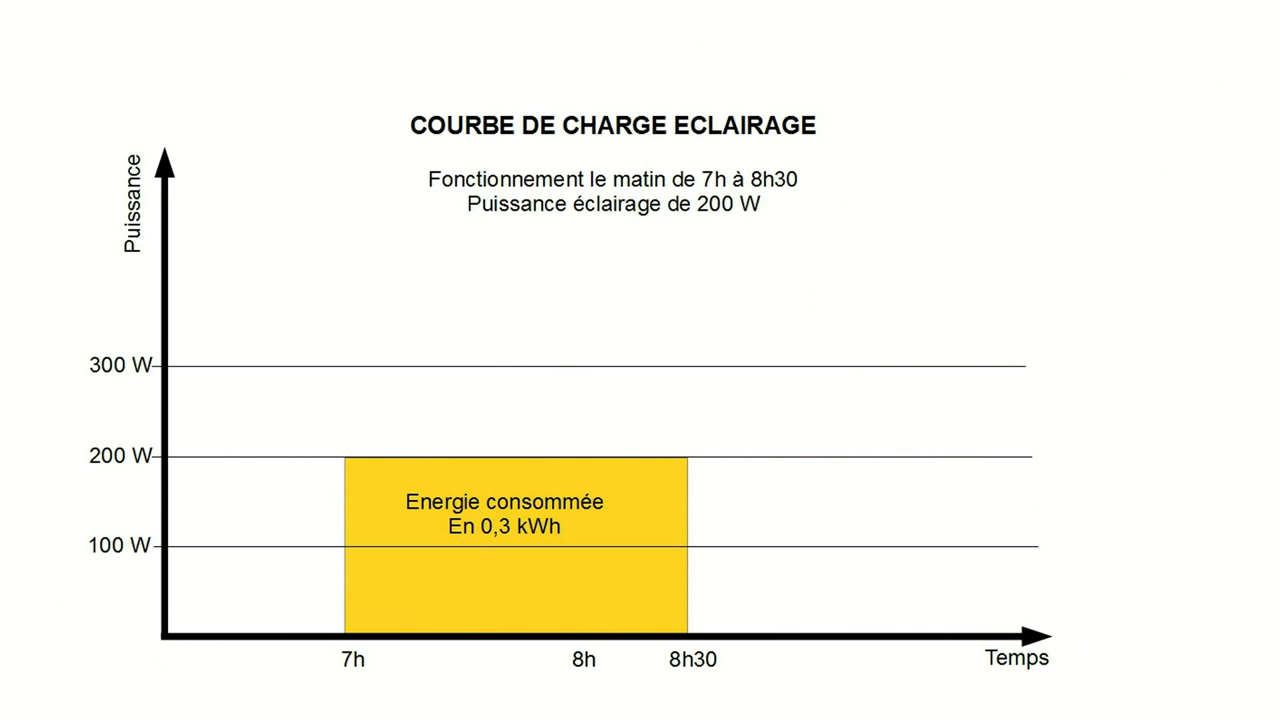 COURBE DE CHARGE ECLAIRAGE
Fonctionnement le matin de 7h à 8h30
Puissance éclairage de 200 W
Puissance
300 W
200 W
Energie consommée
En 0,3 kWh
100 W
7h
8h
8h30
Temps